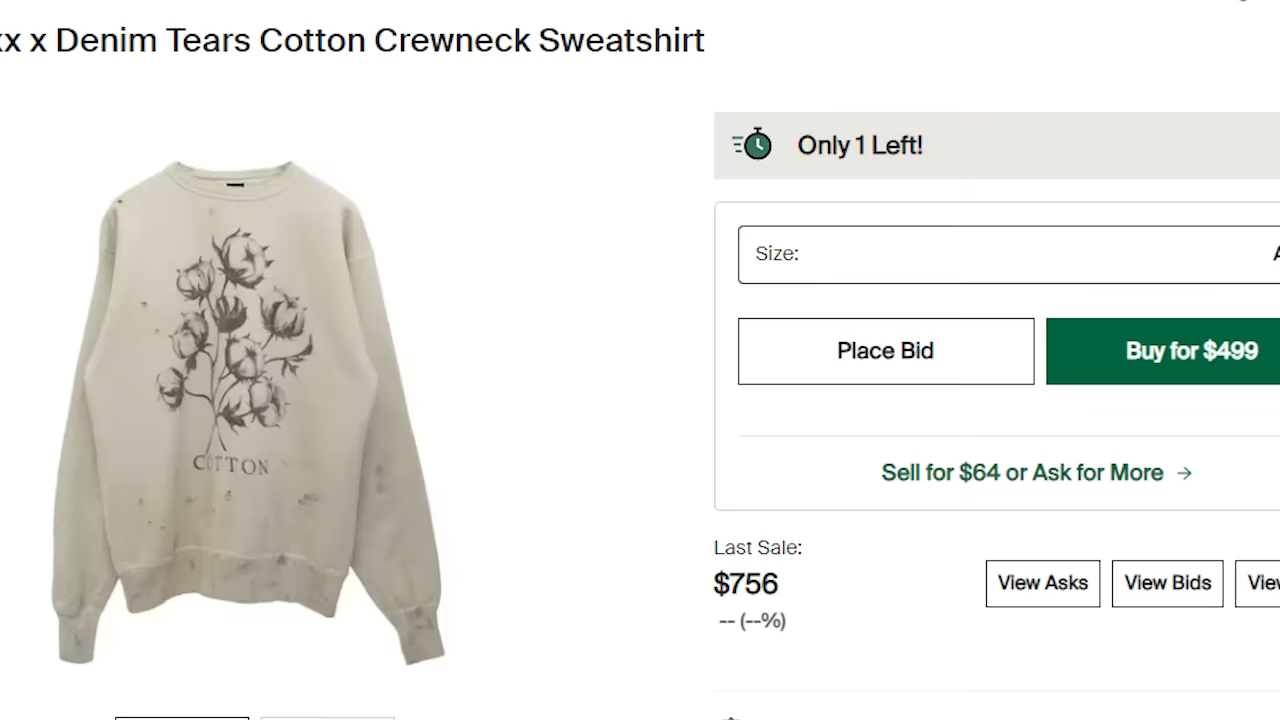 x x Denim Tears Cotton Crewneck Sweatshirt
Only 1 Left!
Size:
Place Bid
Buy for $499
Sell for $64 or Ask for More →
Last Sale:
$756
-- (--%)
View Asks
View Bids
COTTON